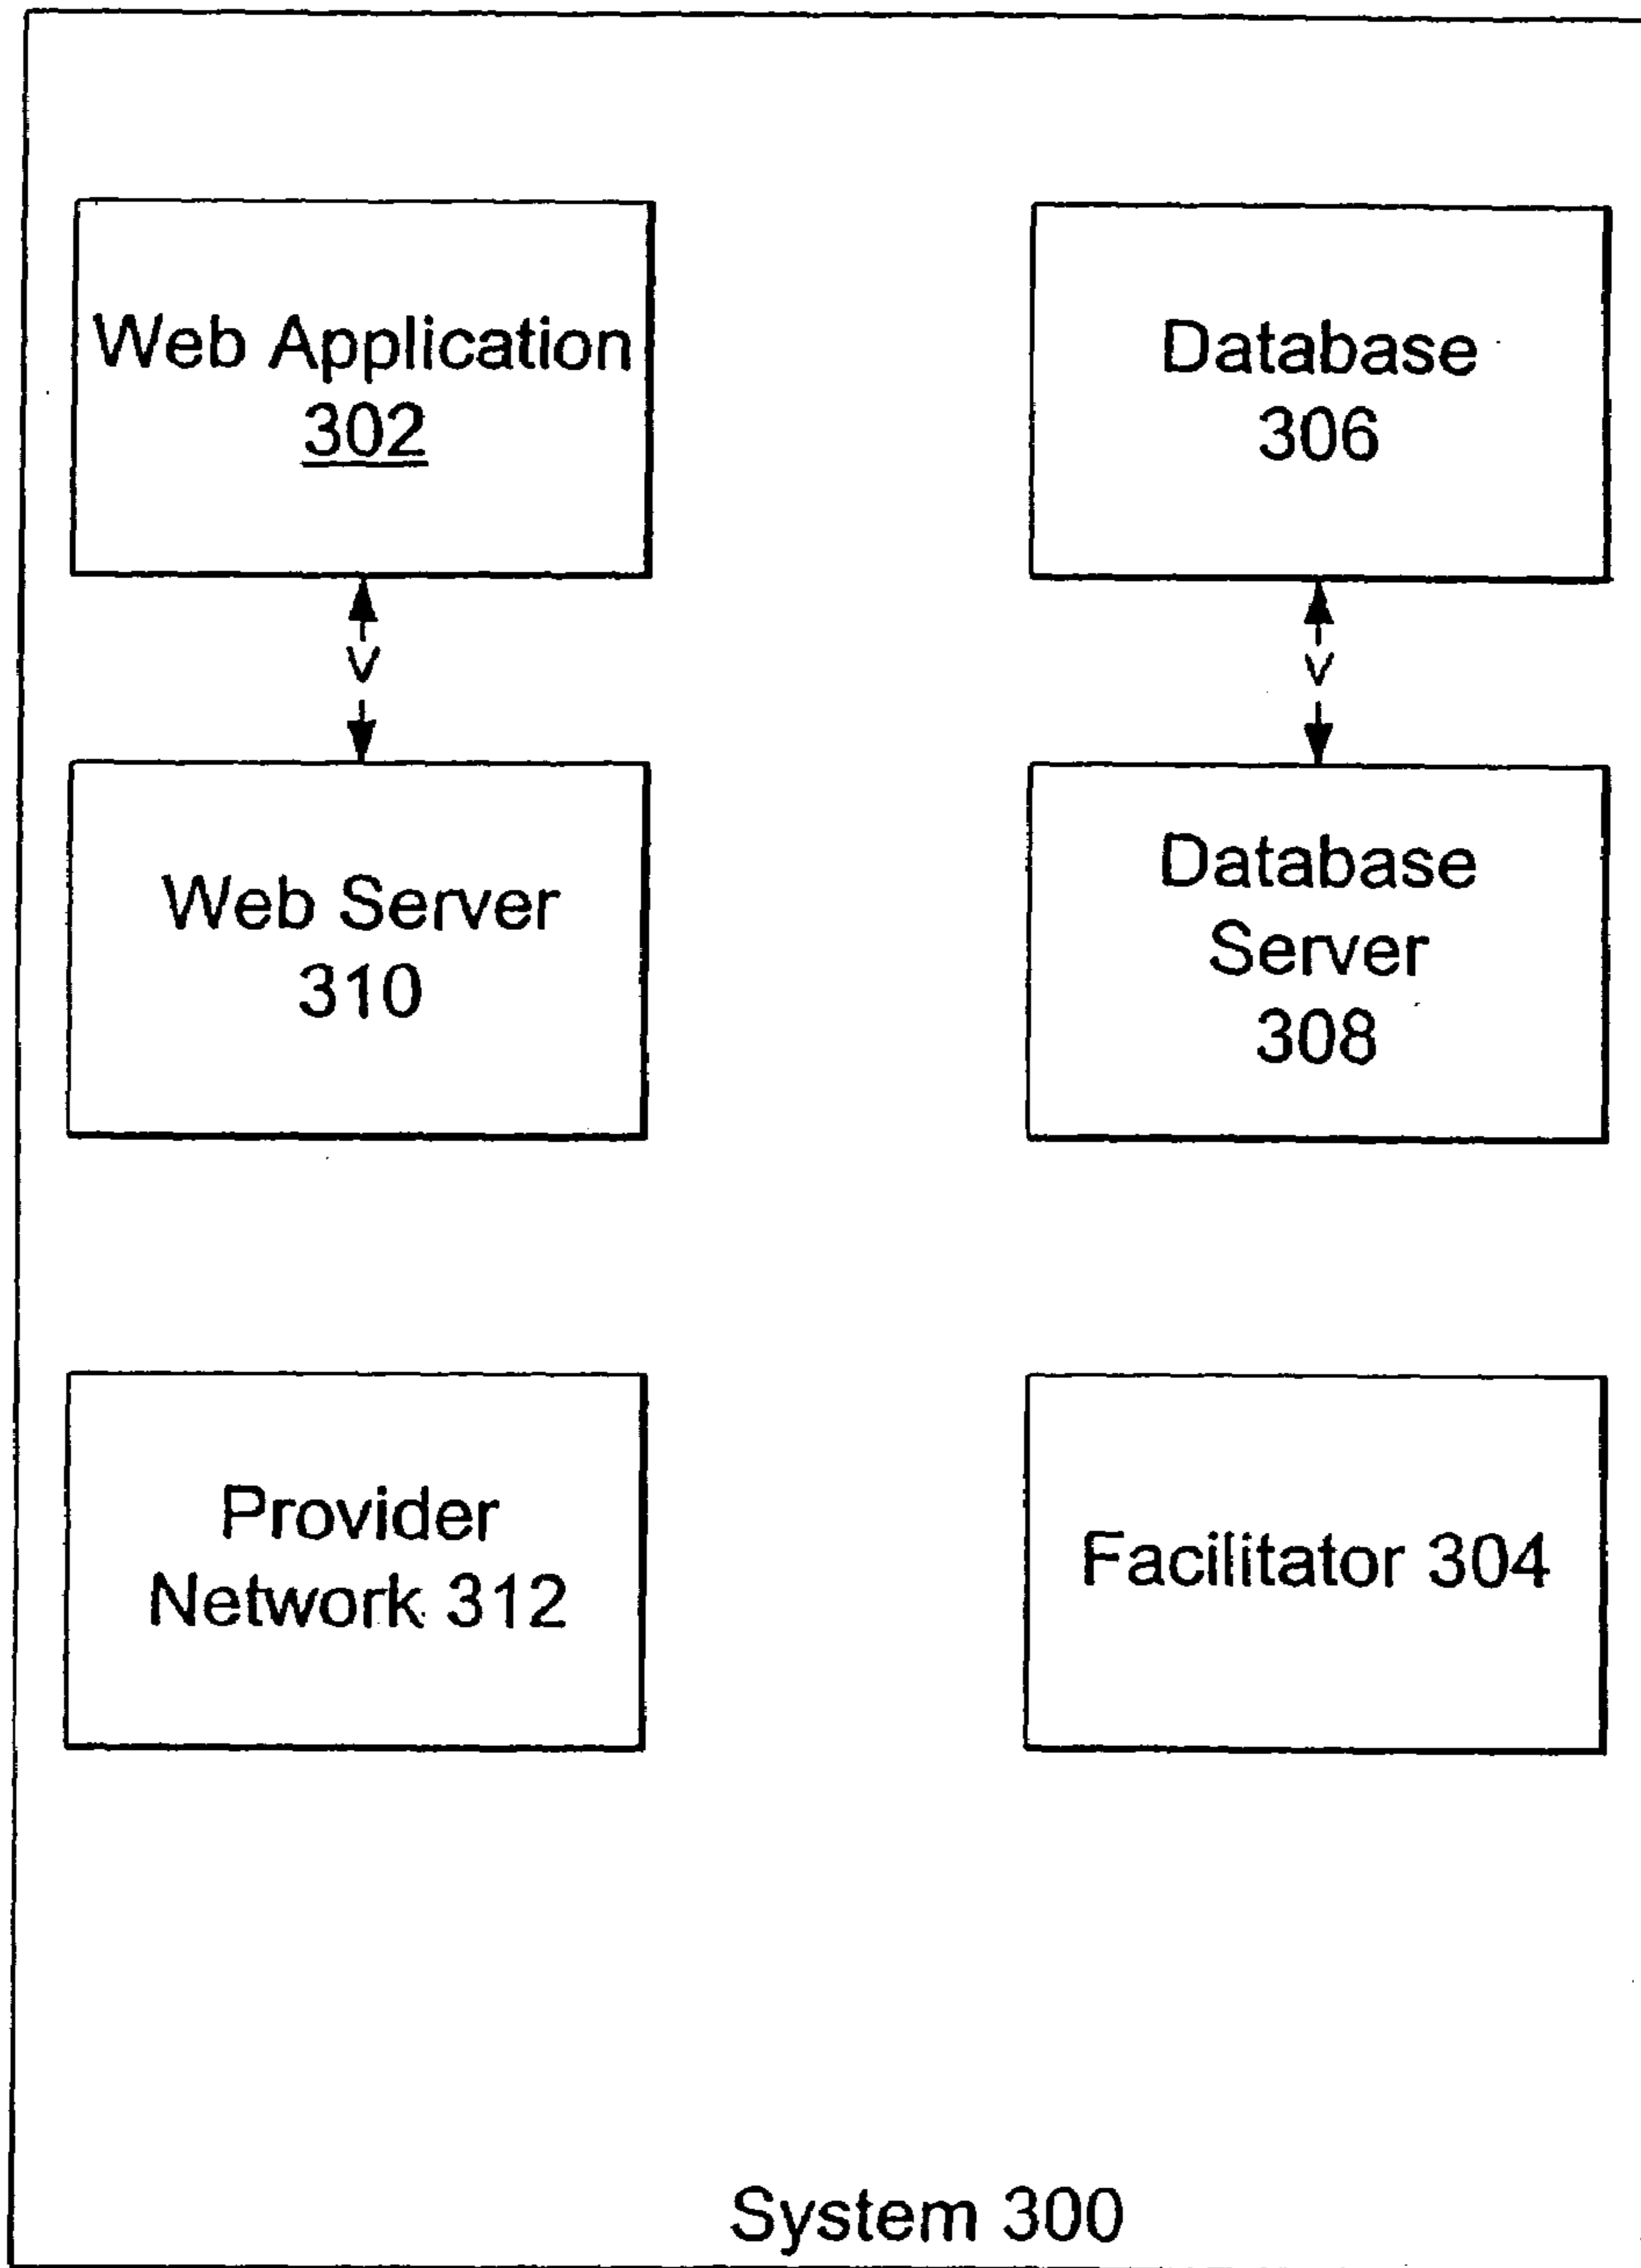 Web Application
302
Database
306
V
V
Web Server
310
Database
Server
308
Provider
Network 312
Facilitator 304
System 300